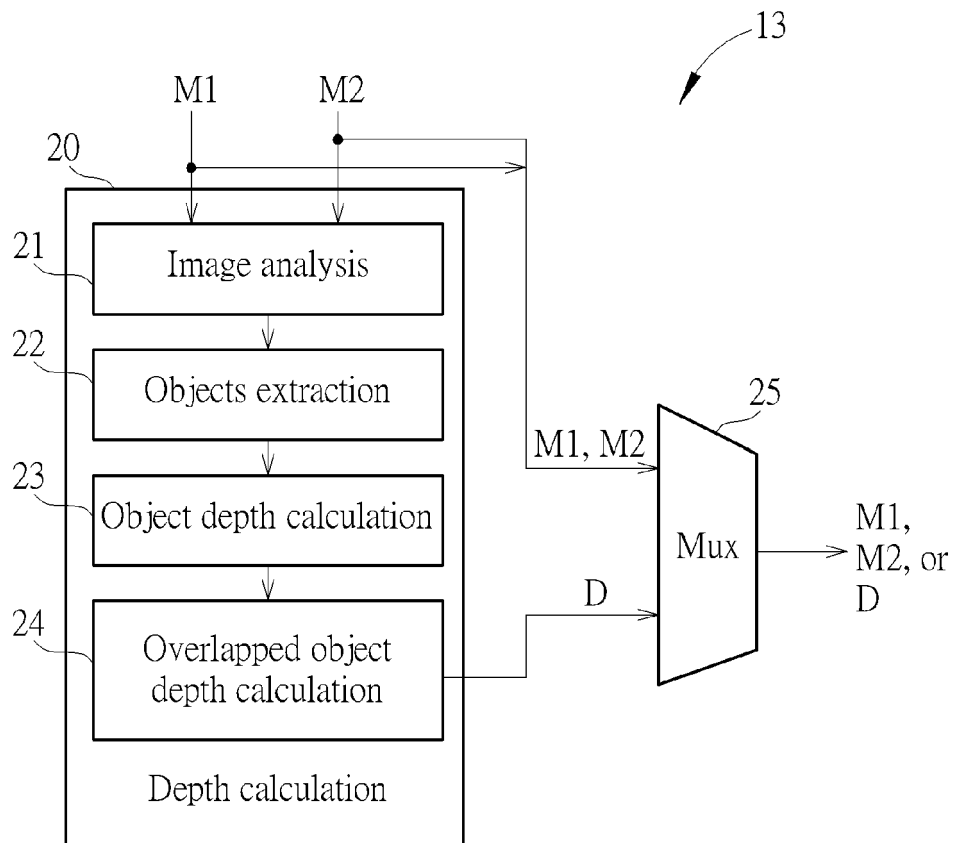 13
M1
M2
20
21
Image analysis
22
Objects extraction
25
M1, M2
23
Object depth calculation
Mux
M1,
M2, or
D
D
24
Overlapped object
depth calculation
Depth calculation